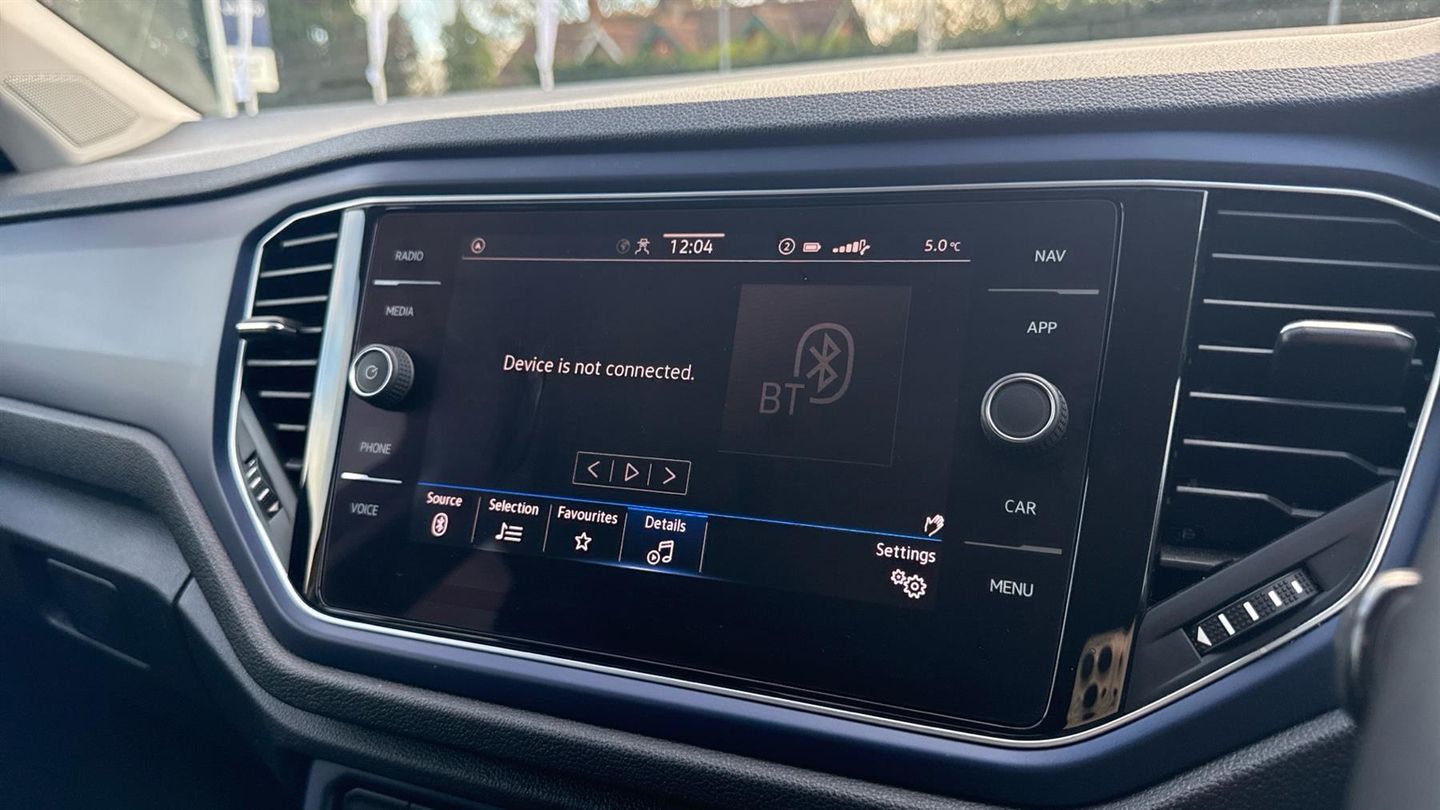 RADIO
MEDIA
PHONE
VOICE
12:04
2
5.0 °C
Device is not connected.
BT
Source
Selection
Favourites
Details
Settings
NAV
APP
CAR
MENU